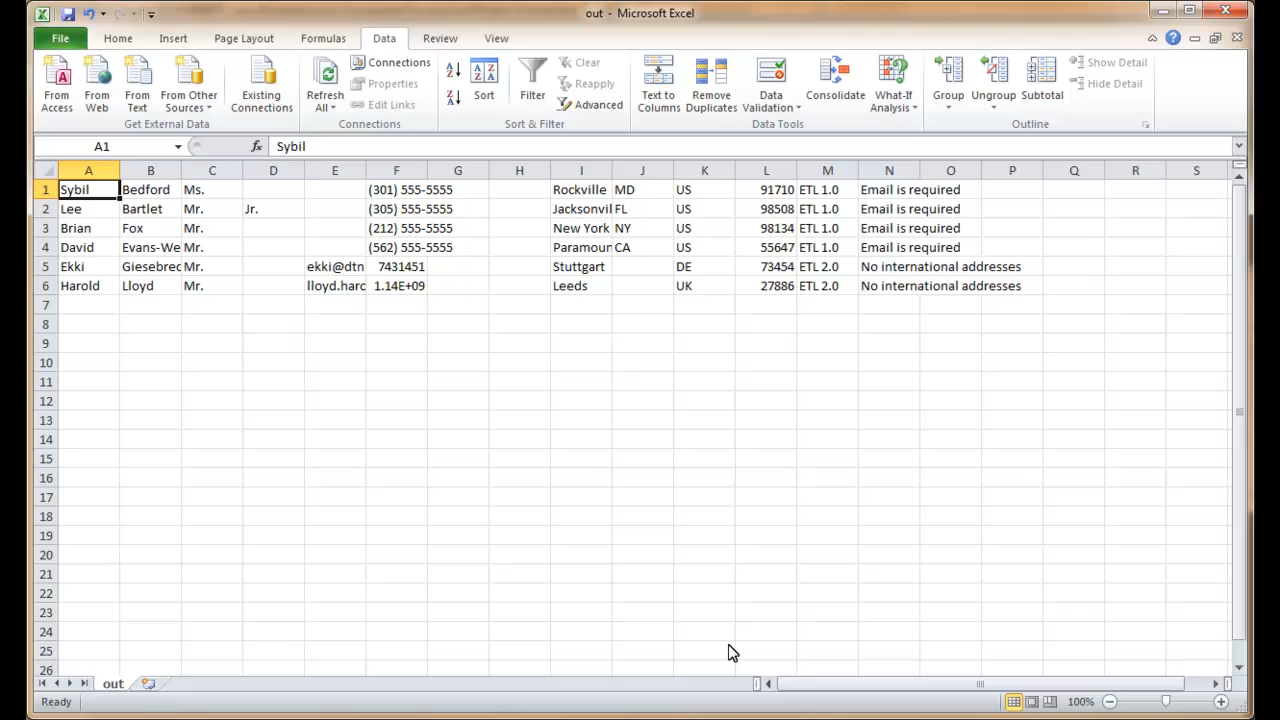 out - Microsoft Excel
File Home Insert Page Layout Formulas Data Review View
From Access From Web From Text From Other Sources Existing Connections Refresh All Connections Properties Edit Links Sort Filter Clear Reapply Advanced Text to Columns Remove Duplicates Data Validation Consolidate What-If Analysis Group Ungroup Subtotal Show Detail Hide Detail
Get External Data Connections Sort & Filter Data Tools Outline
A1 fx Sybil
A B C D E F G H I J K L M N O P Q R S
1 Sybil Bedford Ms. (301) 555-5555 Rockville MD US 91710 ETL 1.0 Email is required
2 Lee Bartlet Mr. Jr. (305) 555-5555 Jacksonvil FL US 98508 ETL 1.0 Email is required
3 Brian Fox Mr. (212) 555-5555 New York NY US 98134 ETL 1.0 Email is required
4 David Evans-We Mr. (562) 555-5555 Paramour CA US 55647 ETL 1.0 Email is required
5 Ekki Giesebrec Mr. ekki@dtn 7431451 Stuttgart DE 73454 ETL 2.0 No international addresses
6 Harold Lloyd Mr. lloyd.harc 1.14E+09 Leeds UK 27886 ETL 2.0 No international addresses
7
8
9
10
11
12
13
14
15
16
17
18
19
20
21
22
23
24
25
26
out
Ready 100%